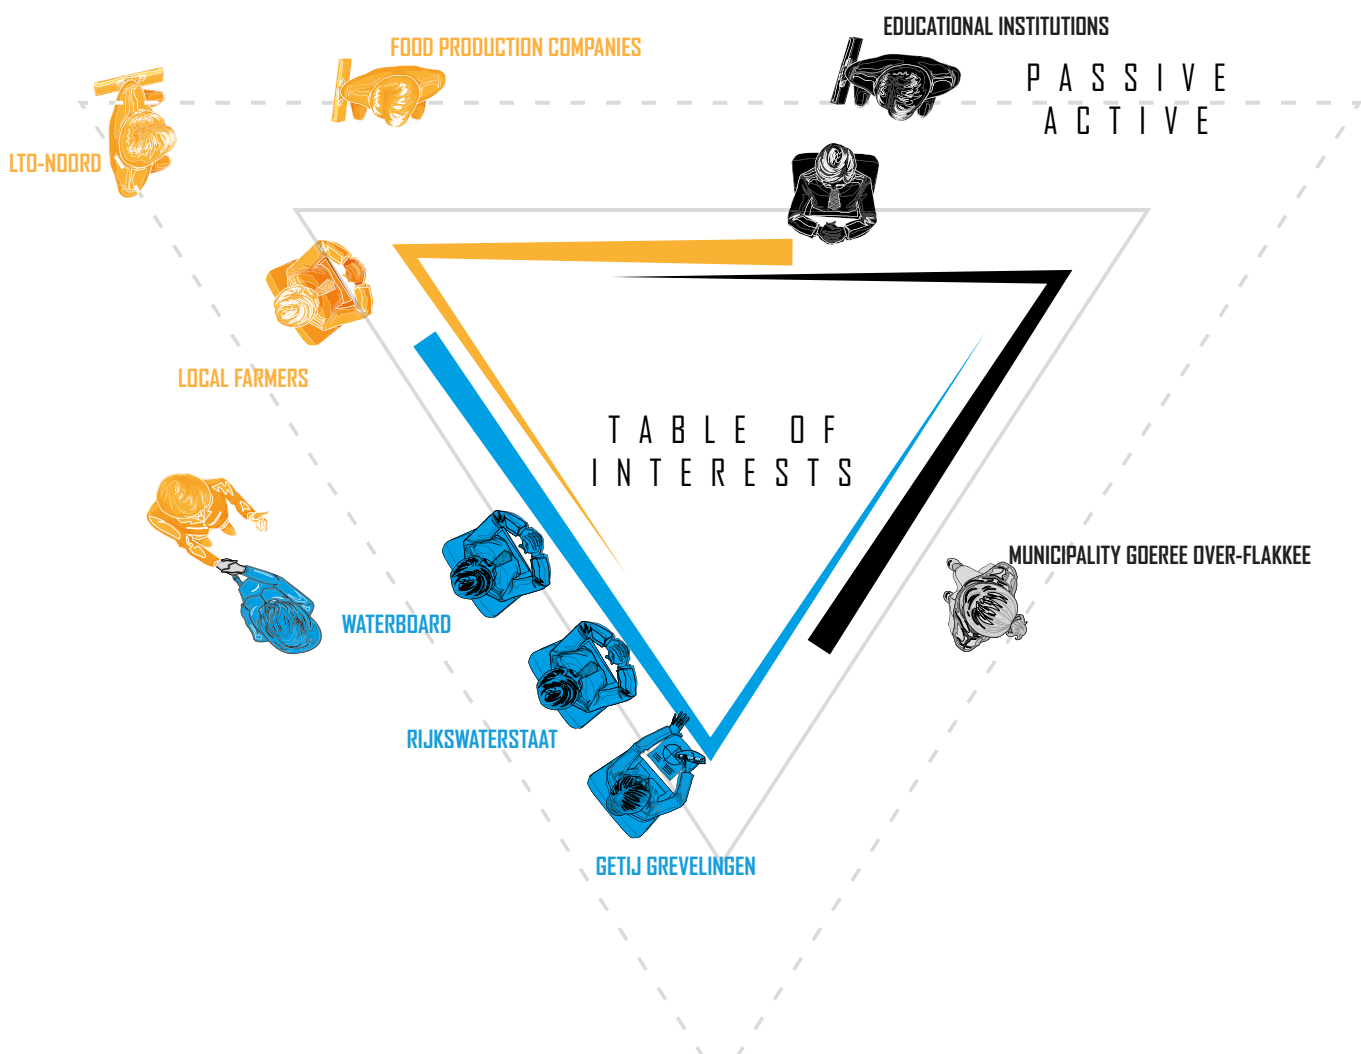 EDUCATIONAL INSTITUTIONS
FOOD PRODUCTION COMPANIES
PASSIVE
ACTIVE
LTO-NOORD
LOCAL FARMERS
TABLE OF
INTERESTS
MUNICIPALITY GOEREE OVER-FLAKKEE
WATERBOARD
RIJKSWATERSTAAT
GETIJ GREVELINGEN